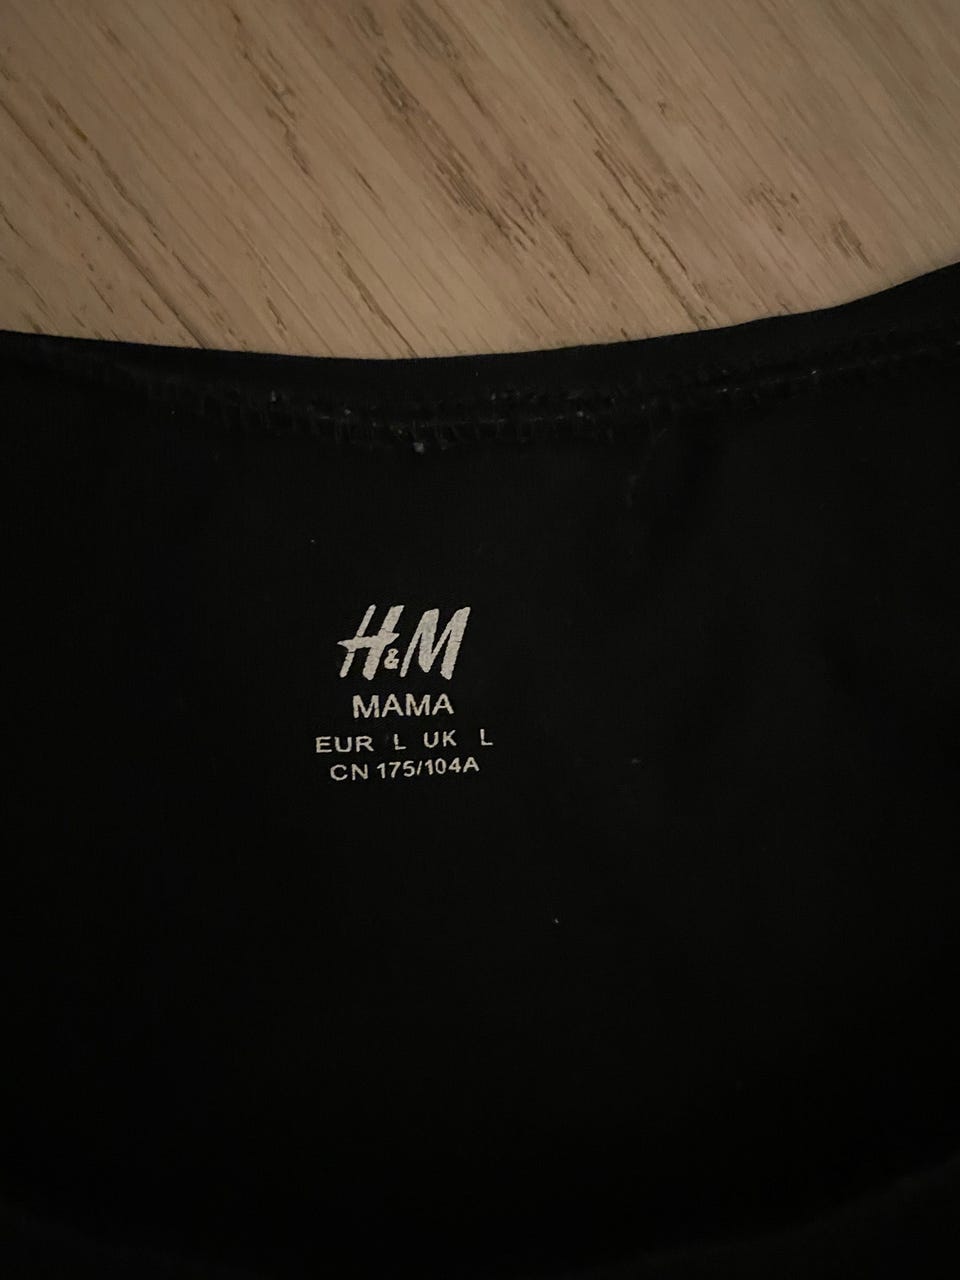 H&M
MAMA
EUR L UK L
CN 175/104A